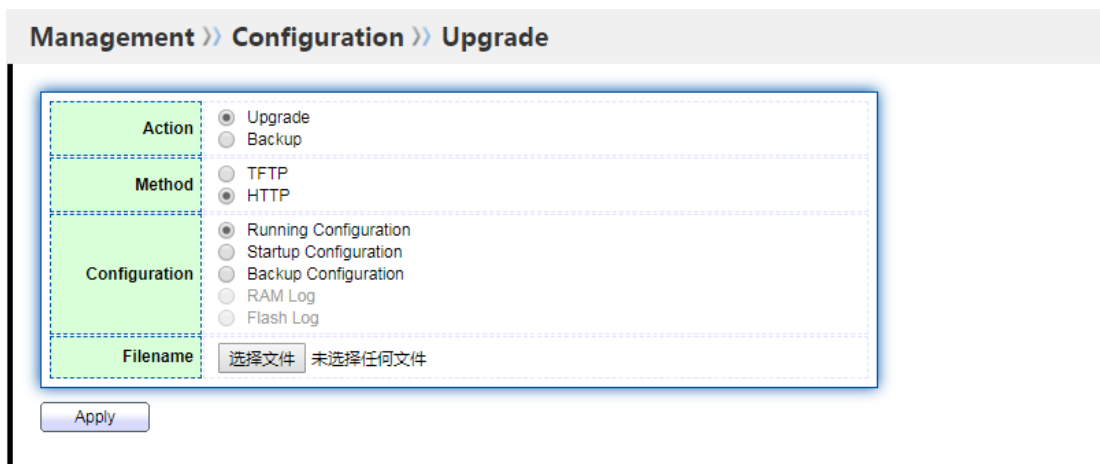 Management》Configuration》Upgrade
Action
Upgrade
Backup
Method
TFTP
HTTP
Configuration
Running Configuration
Startup Configuration
Backup Configuration
RAM Log
Flash Log
Filename 选择文件 未选择任何文件
Apply